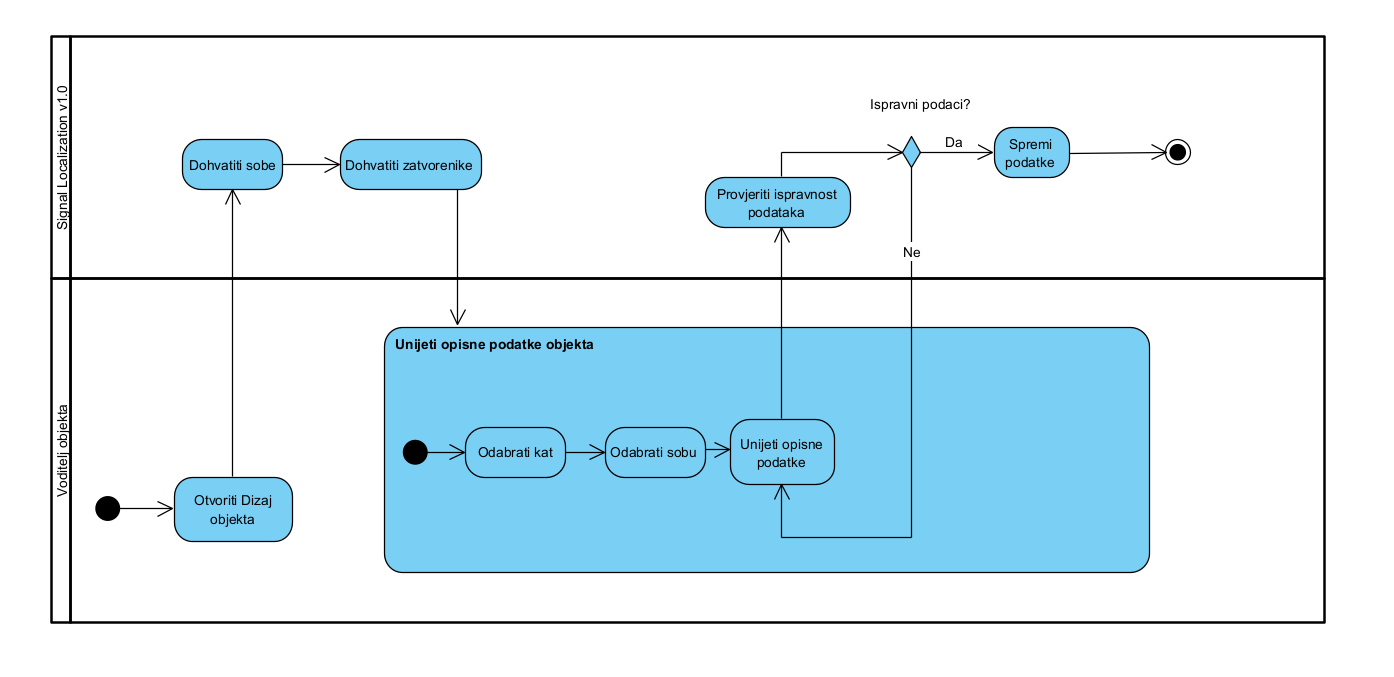 Signal Localization v1.0
Ispravni podaci?
Dohvatiti sobe
Dohvatiti zatvorenike
Provjeriti ispravnost
podataka
Da
Spremi
podatke
Ne
Voditelj objekta
Otvoriti Dizaj
objekta
Unijeti opisne podatke objekta
Odabrati kat
Odabrati sobu
Unijeti opisne
podatke